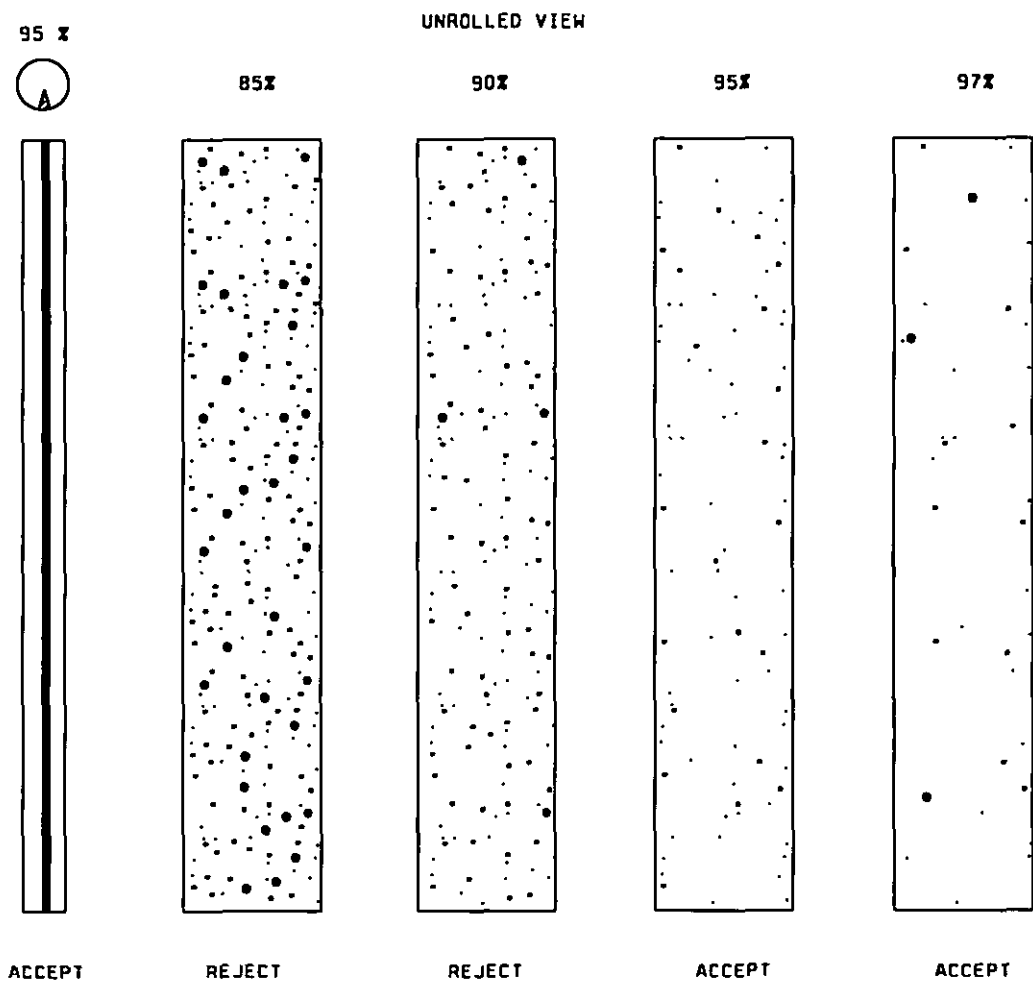 UNROLLED VIEW
95 %
85% 90% 95% 97%
ACCEPT REJECT REJECT ACCEPT ACCEPT